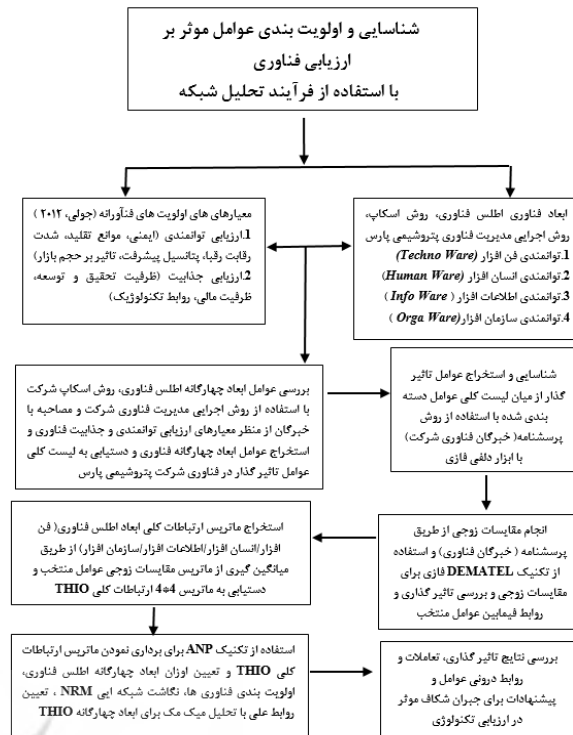 شناسایی و اولویت بندی عوامل موثر بر
ارزیابی فناوری
با استفاده از فرآیند تحلیل شبکه
ابعاد فناوری اطلس فناوری، روش اسکاپ،
روش اجرایی مدیریت فناوری پتروشیمی پارس
1.توانمندی فن افزار (Techno Ware)
2.توانمندی انسان افزار (Human Ware)
3.توانمندی اطلاعات افزار ( Info Ware )
4.توانمندی سازمان افزار( Orga Ware )
معیارهای های اولویت های فنآورانه (جولی، ۲۰۱۲ )
1.ارزیابی توانمندی (ایمنی، موانع تقلید، شدت
رقابت رقبا، پتانسیل پیشرفت، تاثیر بر حجم بازار)
2.ارزیابی جذابیت (ظرفیت تحقیق و توسعه،
ظرفیت مالی، روابط تکنولوژیک)
بررسی عوامل ابعاد چهارگانه اطلس فناوری، روش اسکاپ شرکت
با استفاده از روش اجرایی مدیریت فناوری شرکت و مصاحبه با
خبرگان از منظر معیارهای ارزیابی توانمندی و جذابیت فناوری و
استخراج عوامل ابعاد چهارگانه فناوری و دستیابی به لیست کلی
عوامل تاثیر گذار در فناوری شرکت پتروشیمی پارس
شناسایی و استخراج عوامل تاثیر
گذار از میان لیست کلی عوامل دسته
بندی شده با استفاده از روش
پرسشنامه( خبرگان فناوری شرکت)
با ابزار دلفی فازی
انجام مقایسات زوجی از طریق
پرسشنامه ( خبرگان فناوری) و استفاده
از تکنیک DEMATEL فازی برای
مقایسات زوجی و بررسی تاثیر گذاری و
روابط فیمابین عوامل منتخب
استخراج ماتریس ارتباطات کلی ابعاد اطلس فناوری( فن
افزار/انسان افزار/اطلاعات افزار/سازمان افزار) از طریق
میانگین گیری از ماتریس مقایسات زوجی عوامل منتخب و
دستیابی به ماتریس 4*4 ارتباطات کلی THIO
استفاده از تکنیک ANP برای برداری نمودن ماتریس ارتباطات
کلی THIO و تعیین اوزان ابعاد چهارگانه اطلس فناوری،
اولویت بندی فناوری ها، نگاشت شبکه ایی NRM ، تعیین
روابط علی با تحلیل میک مک برای ابعاد چهارگانه THIO
بررسی نتایج تاثیر گذاری، تعاملات و
روابط درونی عوامل و
پیشنهادات برای جبران شکاف موثر
در ارزیابی تکنولوژی